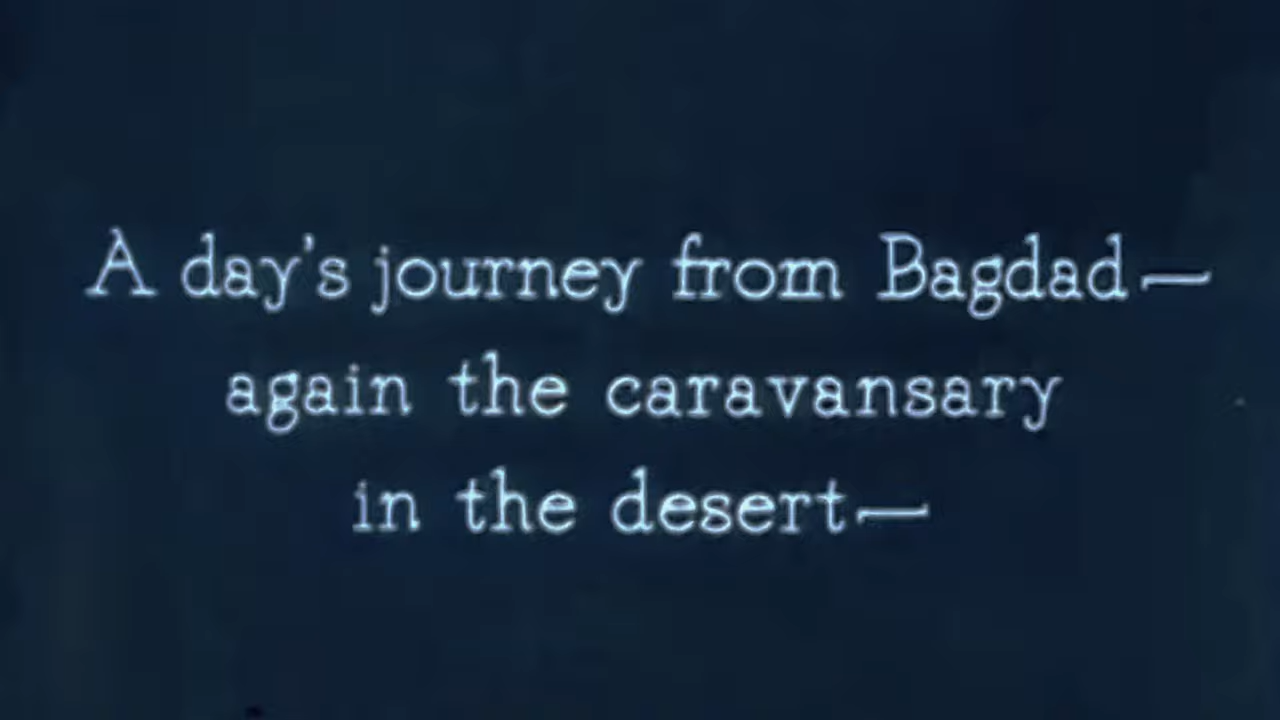 A day's journey from Bagdad—
again the caravansary
in the desert—